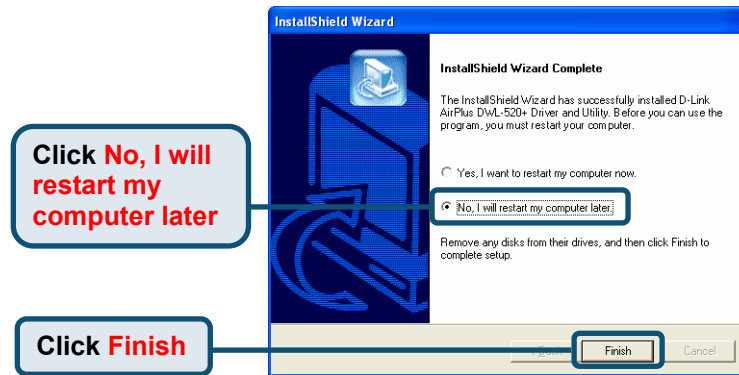 InstallShield Wizard
InstallShield Wizard Complete
The InstallShield Wizard has successfully installed D-Link
AirPlus DWL-520+ Driver and Utility. Before you can use the
program, you must restart your computer.
Yes, I want to restart my computer now.
No, I will restart my computer later.
Remove any disks from their drives, and then click Finish to
complete setup.
< Back
Finish
Cancel
Click No, I will
restart my
computer later
Click Finish